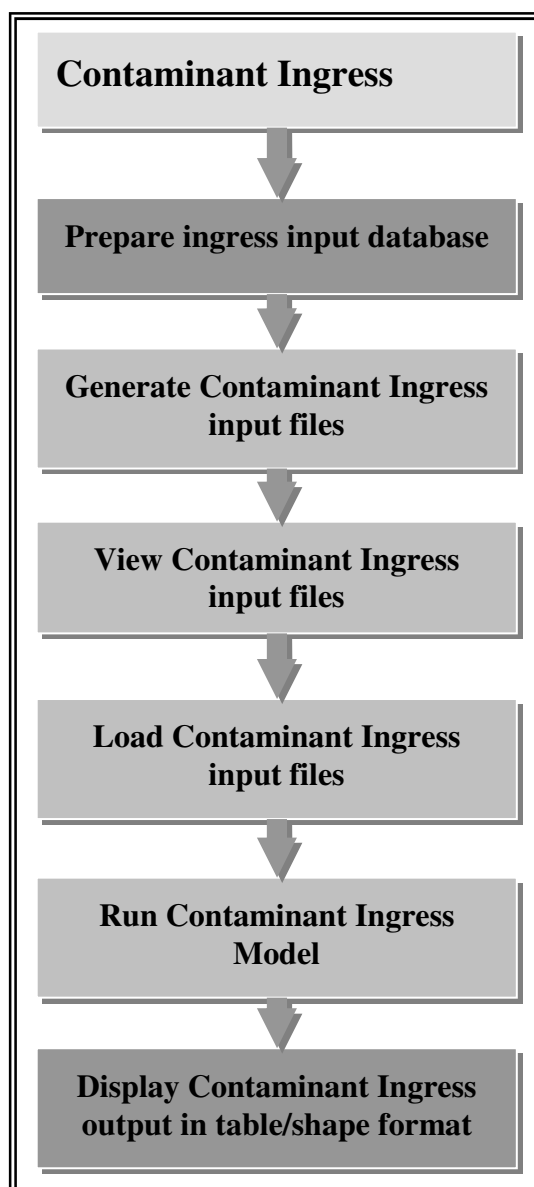 Contaminant Ingress
Prepare ingress input database
Generate Contaminant Ingress
input files
View Contaminant Ingress
input files
Load Contaminant Ingress
input files
Run Contaminant Ingress
Model
Display Contaminant Ingress
output in table/shape format